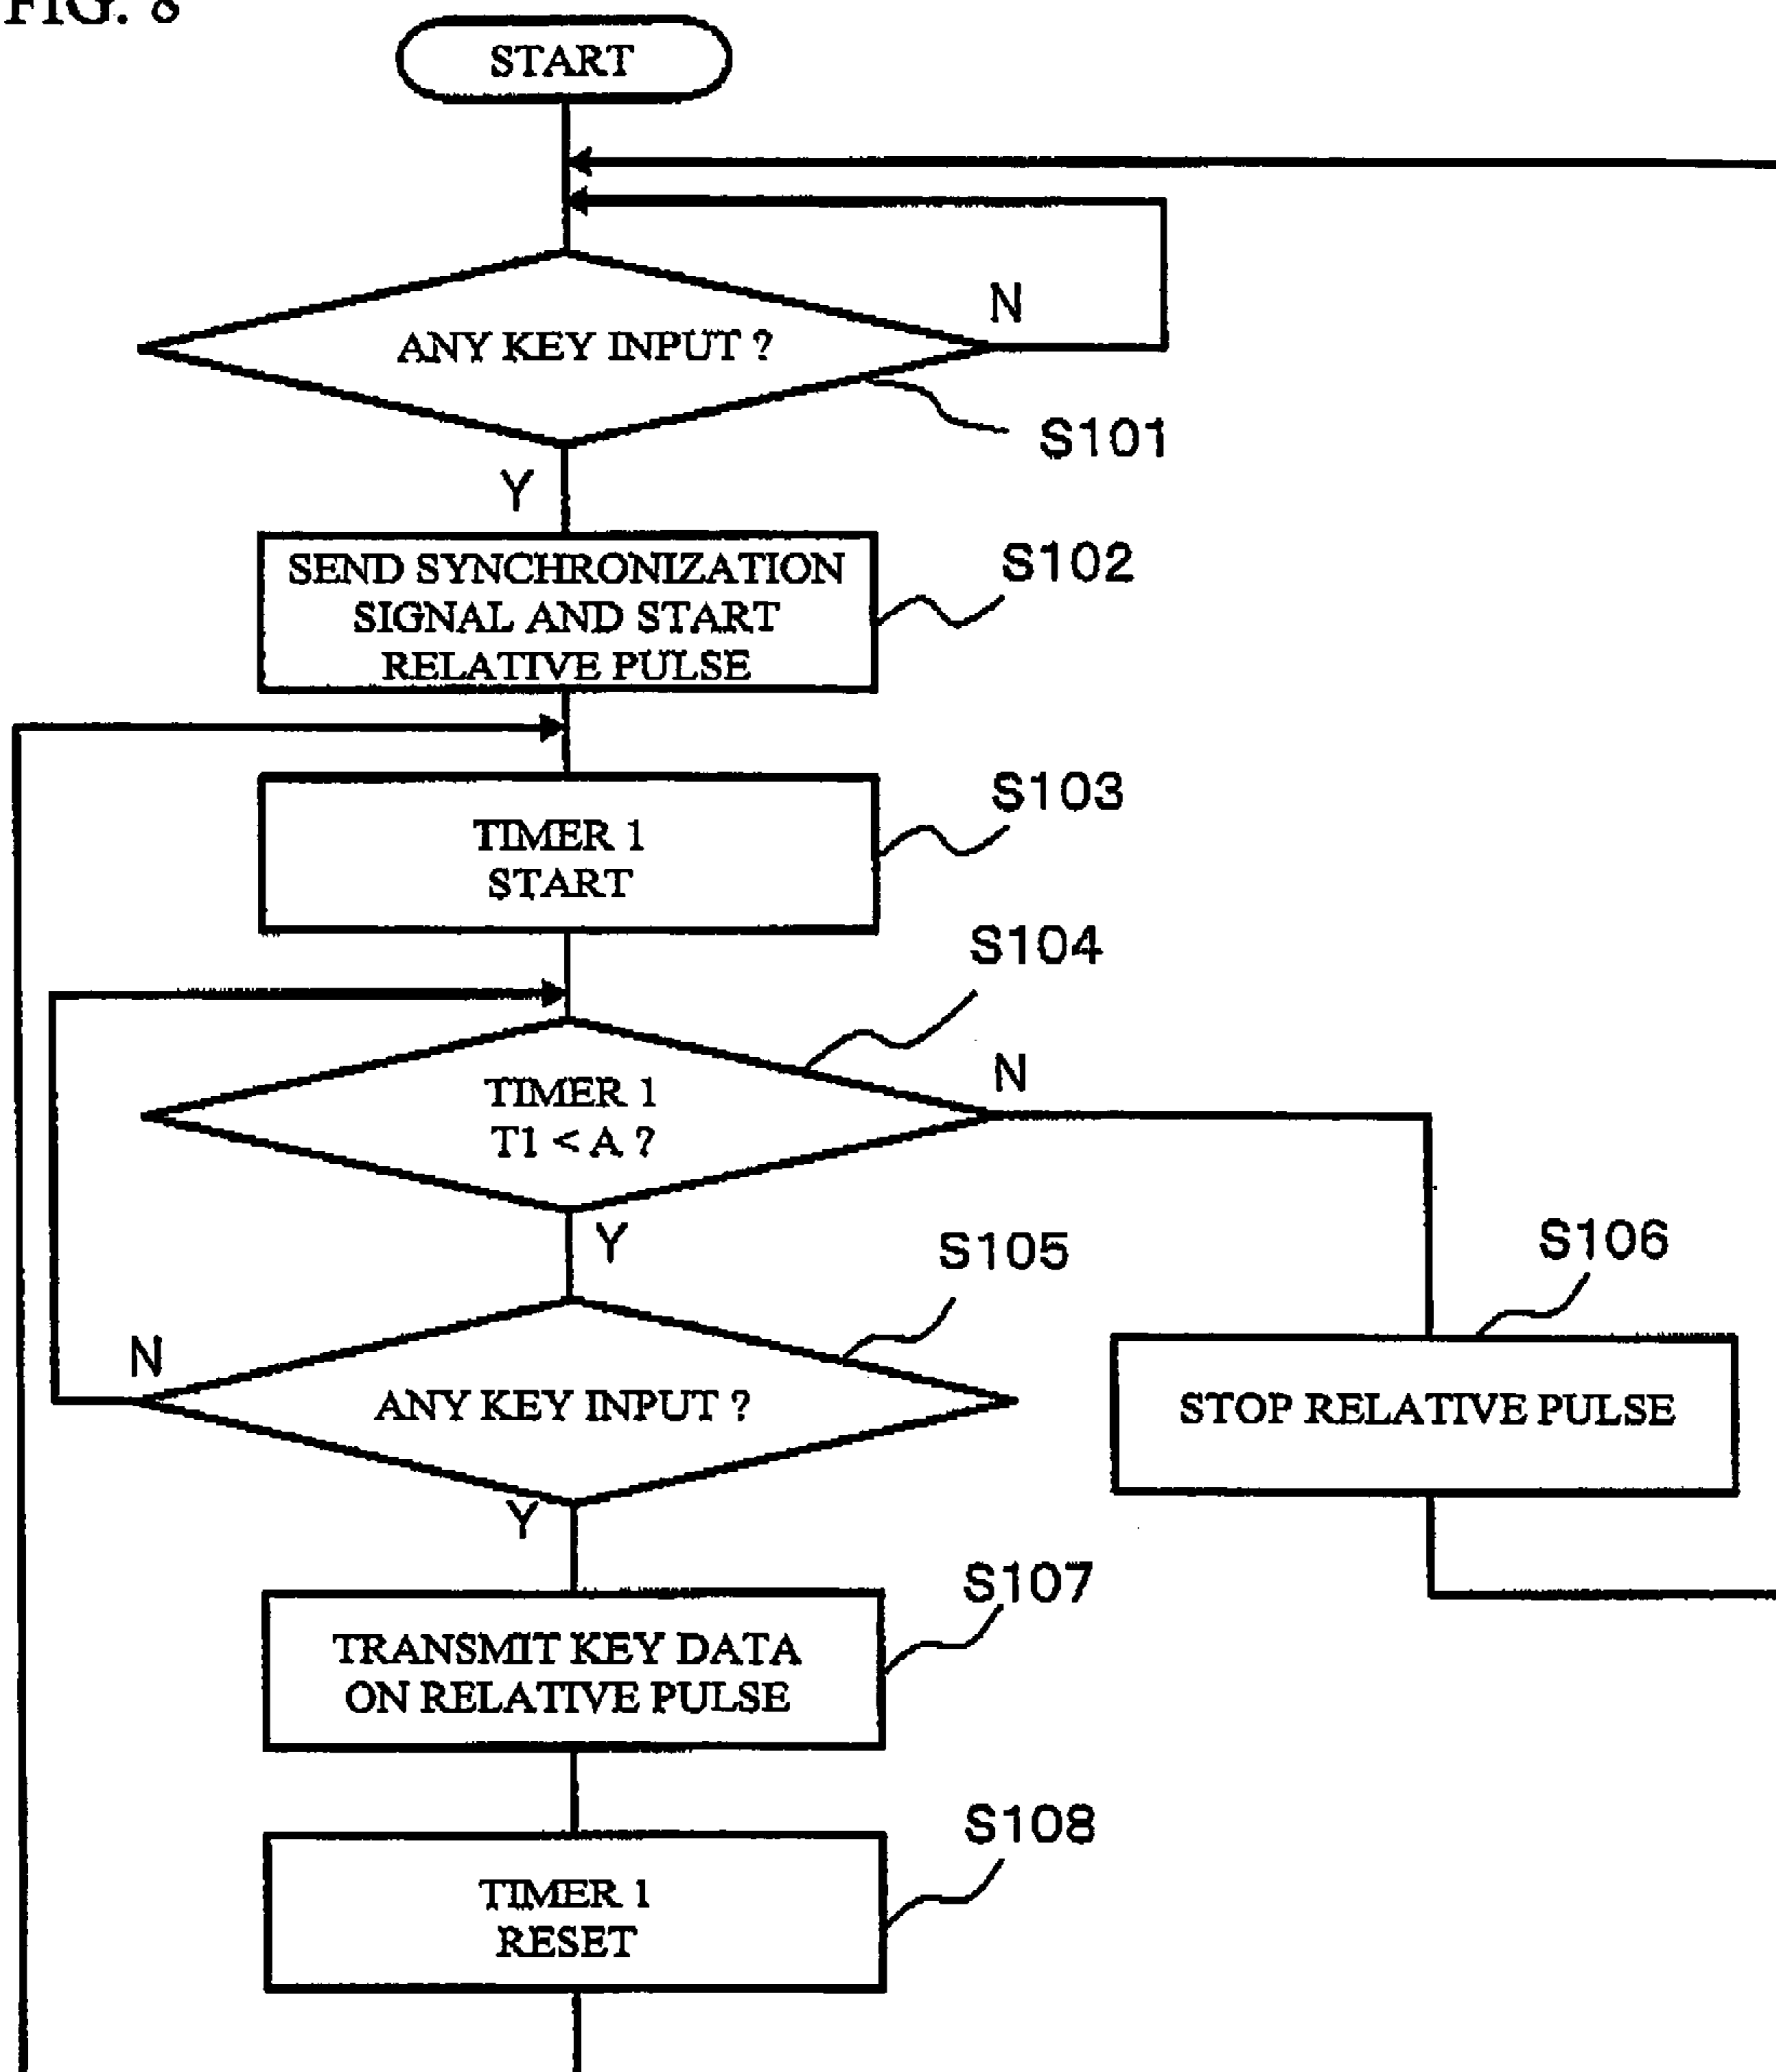 FIG. 8
START
ANY KEY INPUT ?
N
S101
Y
SEND SYNCHRONIZATION
SIGNAL AND START
RELATIVE PULSE
S102
TIMER 1
START
S103
S104
TIMER 1
T1 < A ?
N
Y
S105
S106
N
ANY KEY INPUT ?
STOP RELATIVE PULSE
Y
S107
TRANSMIT KEY DATA
ON RELATIVE PULSE
S108
TIMER 1
RESET